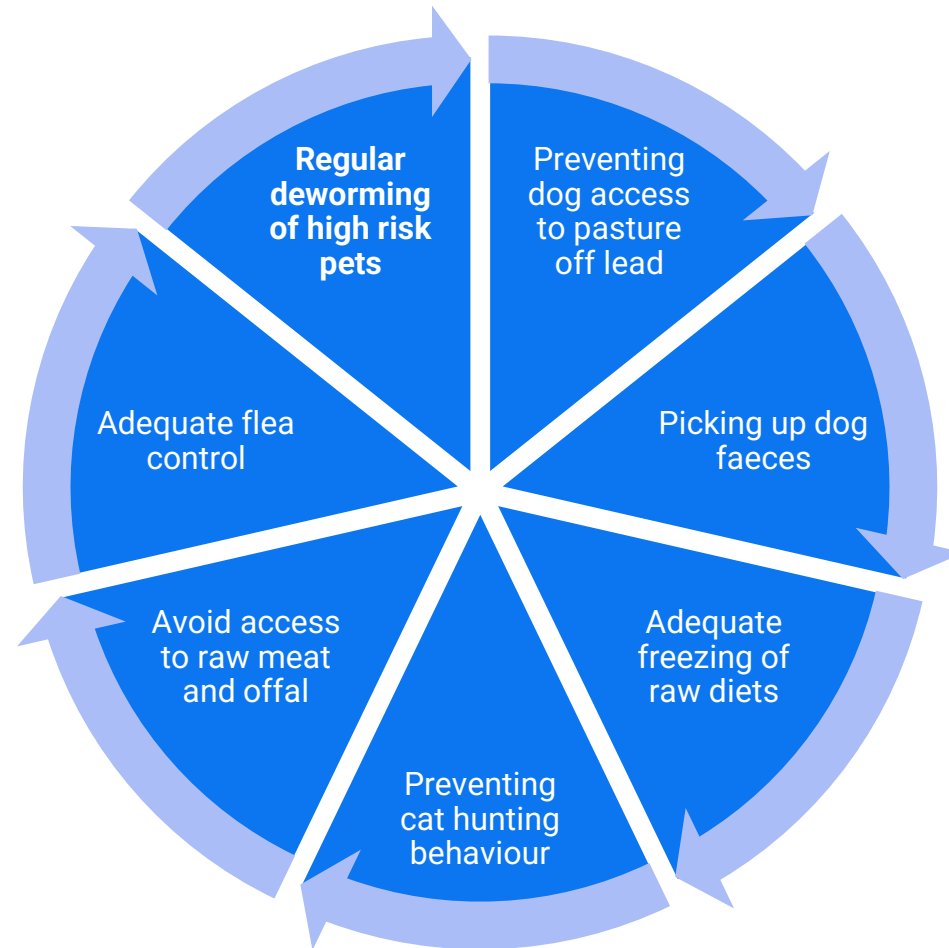 Regular
deworming
of high risk
pets
Preventing
dog access
to pasture
off lead
Picking up dog
faeces
Adequate
freezing of
raw diets
Preventing
cat hunting
behaviour
Avoid access
to raw meat
and offal
Adequate flea
control